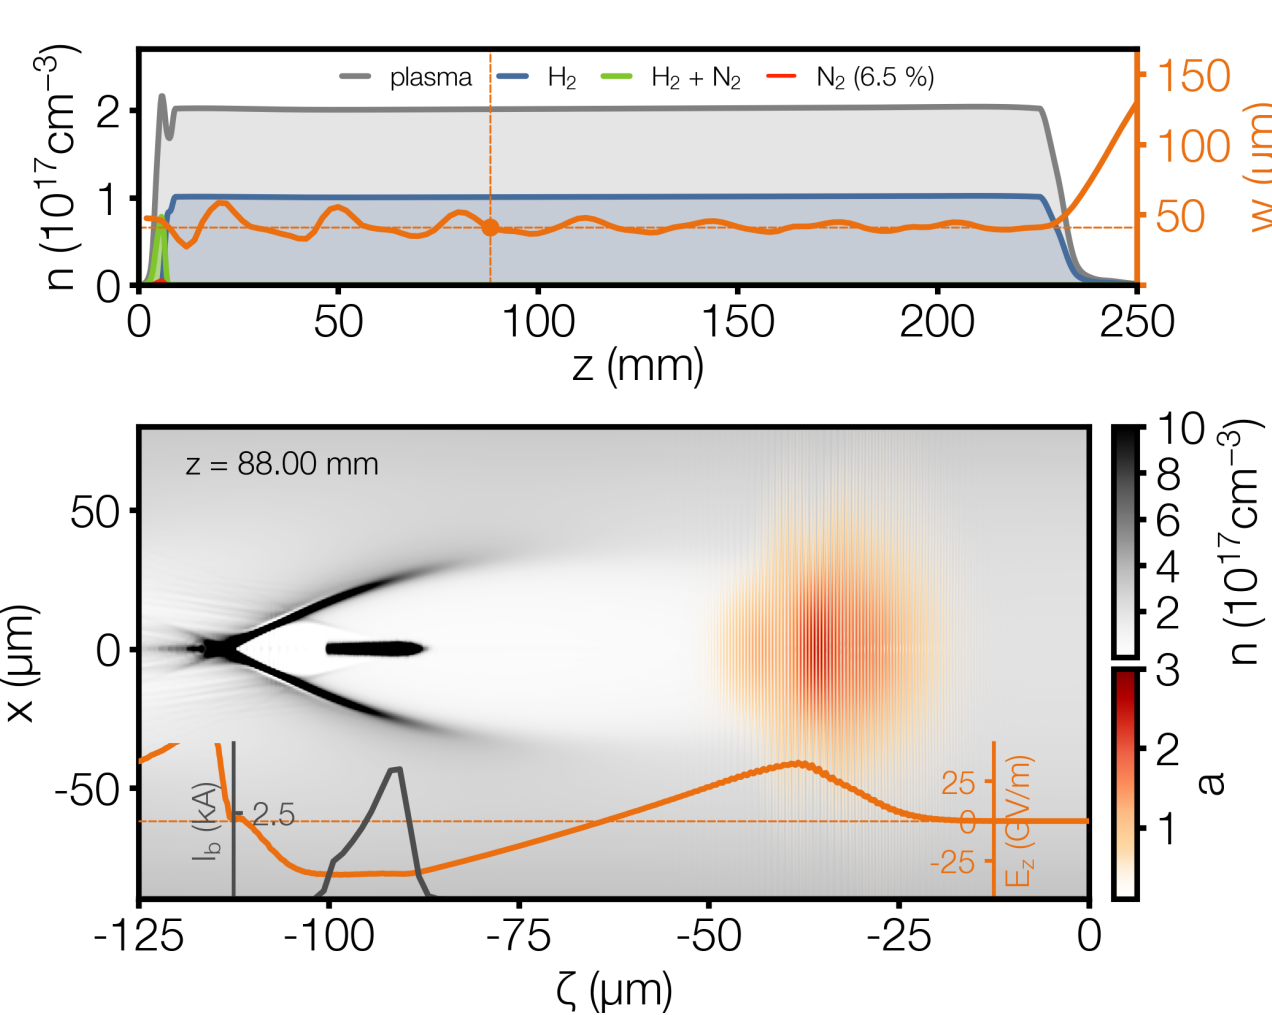 plasma H₂ H₂ + N₂ N₂ (6.5 %)
n (10¹⁷cm⁻³)
2
1
0
150
100
50
w (μm)
0 50 100 150 200 250
z (mm)
z = 88.00 mm
x (μm)
50
0
-50
I_b (kA)
2.5
25
0
-25
E_z (GV/m)
-125 -100 -75 -50 -25 0
ζ (μm)
10
8
6
4
2
n (10¹⁷cm⁻³)
3
2
1
a